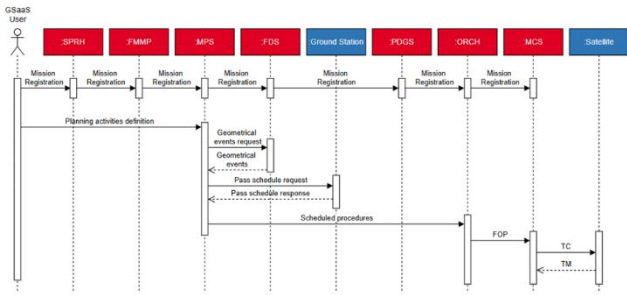 GSaaS
User
:SPRH
:FMMP
:MPS
:FDS
:Ground Station
:PDGS
:ORCH
:MCS
:Satellite
Mission
Registration
Mission
Registration
Mission
Registration
Mission
Registration
Mission
Registration
Mission
Registration
Mission
Registration
Planning activities definition
Geometrical
events request
Geometrical
events
Pass schedule request
Pass schedule response
Scheduled procedures
FOP
TC
TM